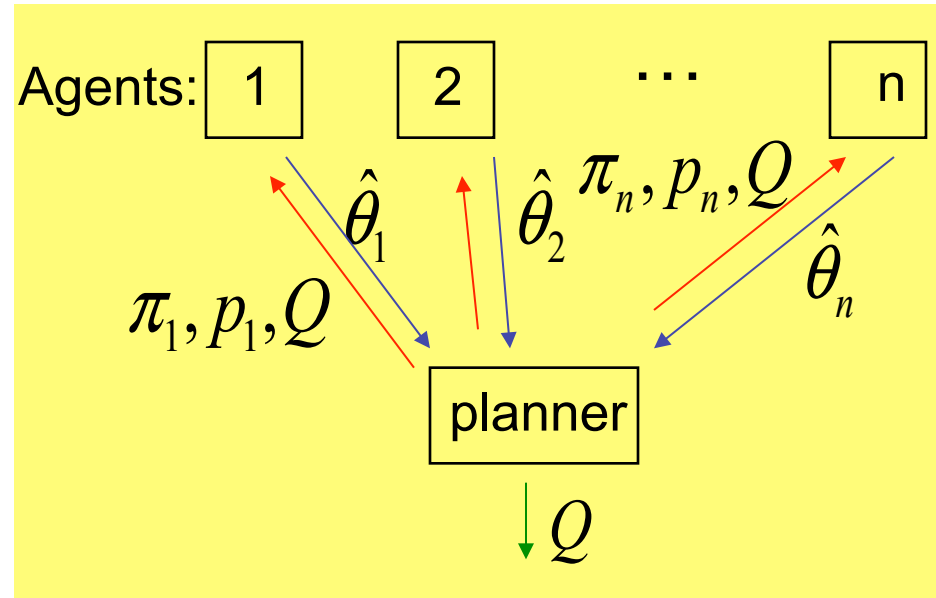 Agents: 1 2 ... n
π₁, p₁, Q θ̂₁ θ̂₂ πₙ, pₙ, Q θ̂ₙ
planner
Q